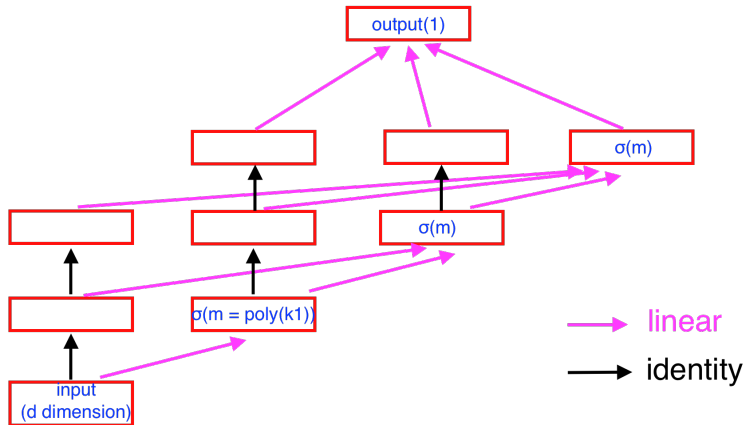 output(1)
σ(m)
σ(m)
σ(m = poly(k1))
linear
identity
input
(d dimension)